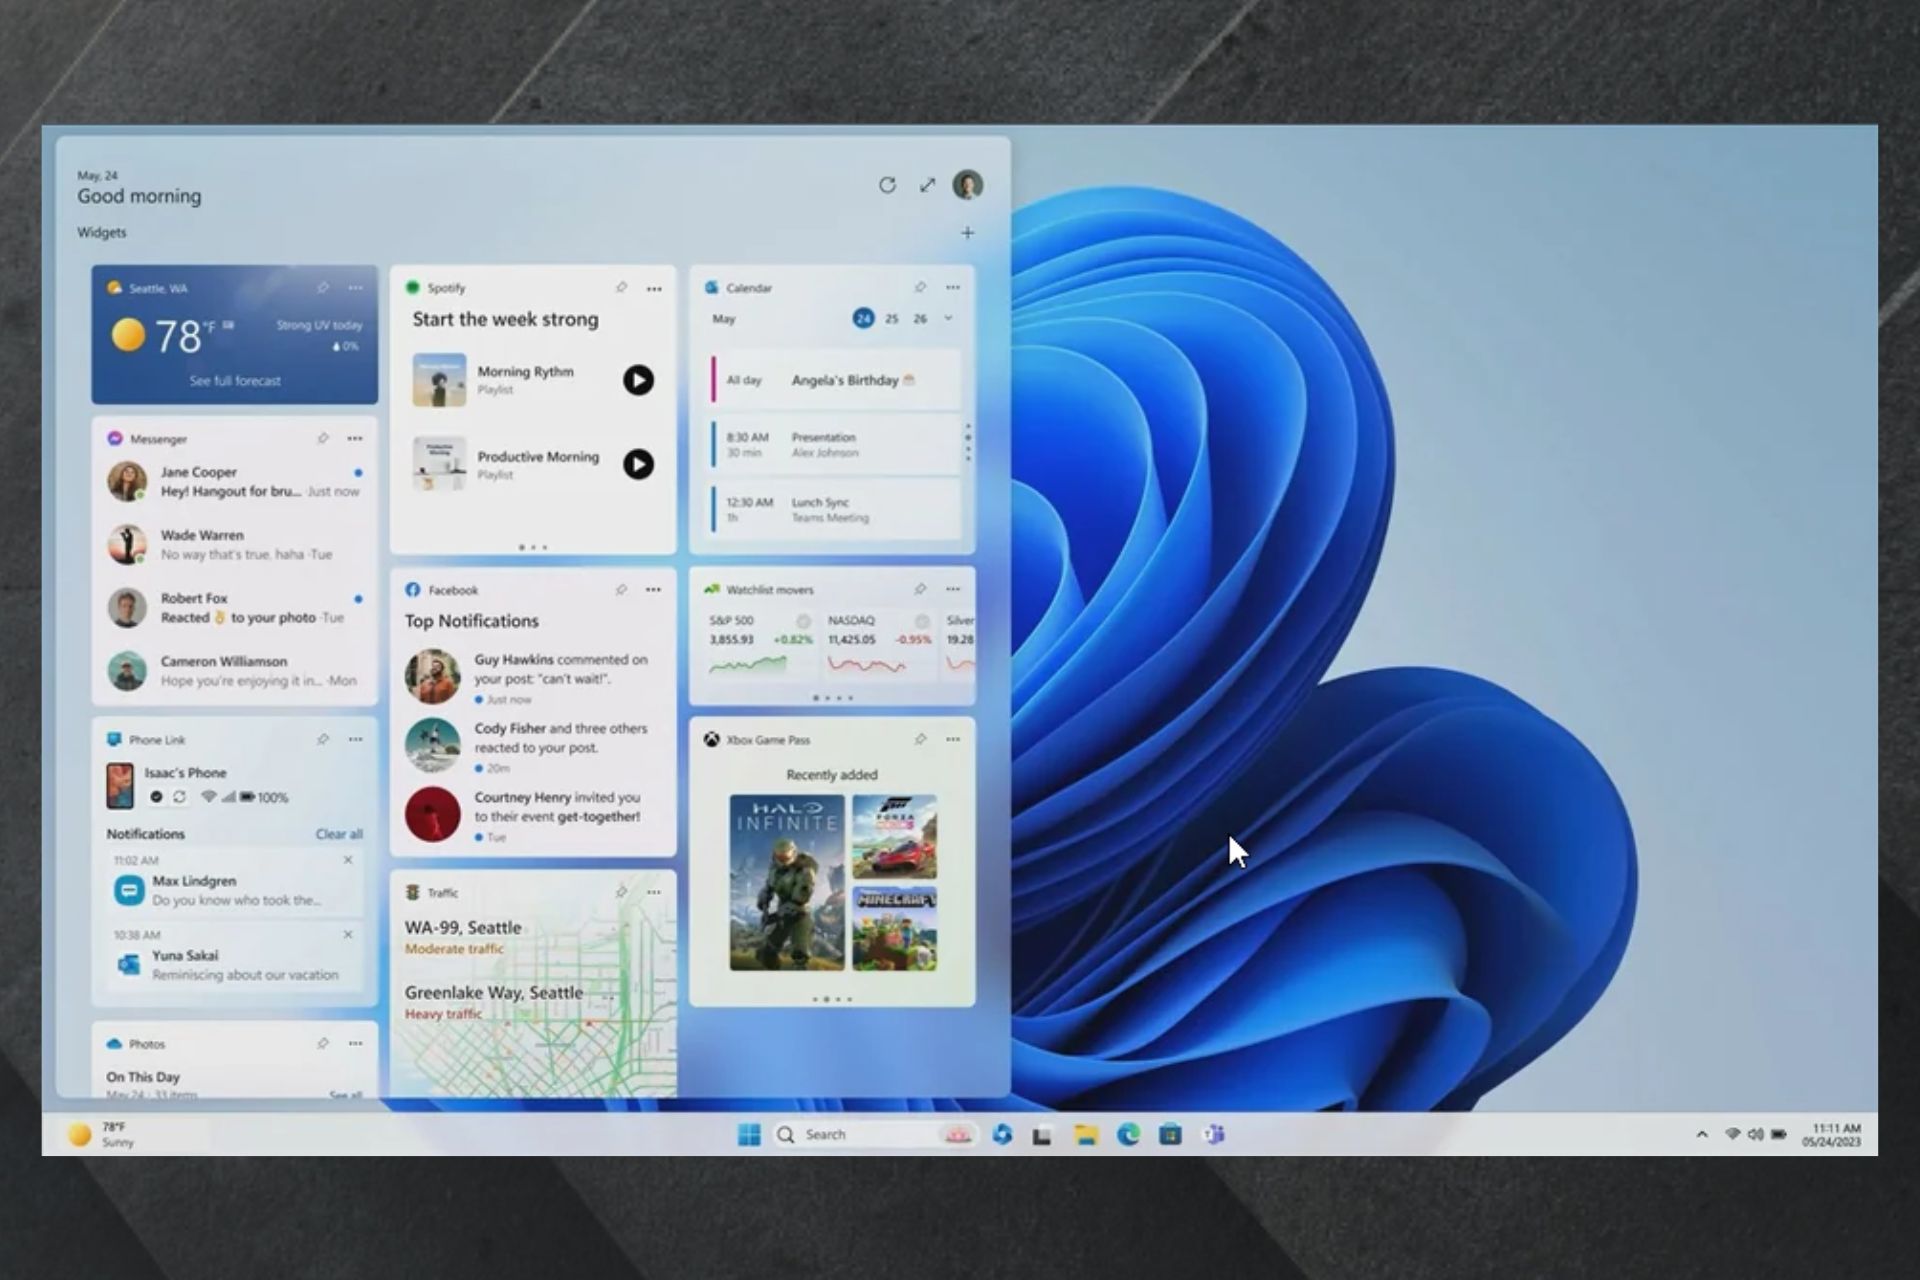 May, 24
Good morning
Widgets
Seattle, WA
78°F
Strong UV today
0%
See full forecast
Messenger
Jane Cooper
Hey! Hangout for bru... · Just now
Wade Warren
No way that's true, haha · Tue
Robert Fox
Reacted ✌ to your photo · Tue
Cameron Williamson
Hope you're enjoying it in... · Mon
Phone Link
Isaac's Phone
100%
Notifications
Clear all
11:02 AM
Max Lindgren
Do you know who took the...
10:38 AM
Yuna Sakai
Reminiscing about our vacation
Photos
On This Day
May 24 | 33 items
See all
Spotify
Start the week strong
Morning Rythm
Playlist
Productive Morning
Playlist
Facebook
Top Notifications
Guy Hawkins commented on
your post: "can't wait!".
Just now
Cody Fisher and three others
reacted to your post.
20m
Courtney Henry invited you
to their event get-together!
Tue
Traffic
WA-99, Seattle
Moderate traffic
Greenlake Way, Seattle
Heavy traffic
Calendar
May
24 25 26
All day Angela's Birthday
8:30 AM Presentation
30 min Alex Johnson
12:30 AM Lunch Sync
1h Teams Meeting
Watchlist movers
S&P 500 NASDAQ Silver
3,855.93 +0.82% 11,425.05 -0.95% 19.28
Xbox Game Pass
Recently added
HALO
INFINITE
FORZA
MINECRAFT
78°F
Sunny
Search
11:11 AM
05/24/2023